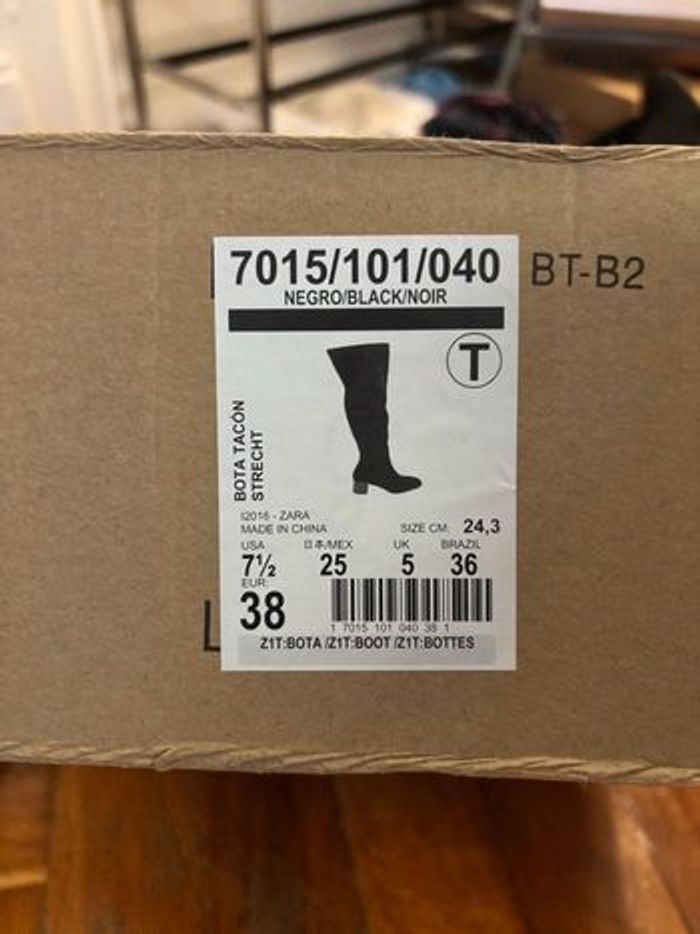 7015/101/040
BT-B2
NEGRO/BLACK/NOIR
T
BOTA TACÓN
STRECHT
I2016 - ZARA
MADE IN CHINA
SIZE CM: 24,3
USA 日本/MEX UK BRAZIL
7½ 25 5 36
EUR:
38
1 7015 101 040 38 1
Z1T:BOTA /Z1T:BOOT /Z1T:BOTTES